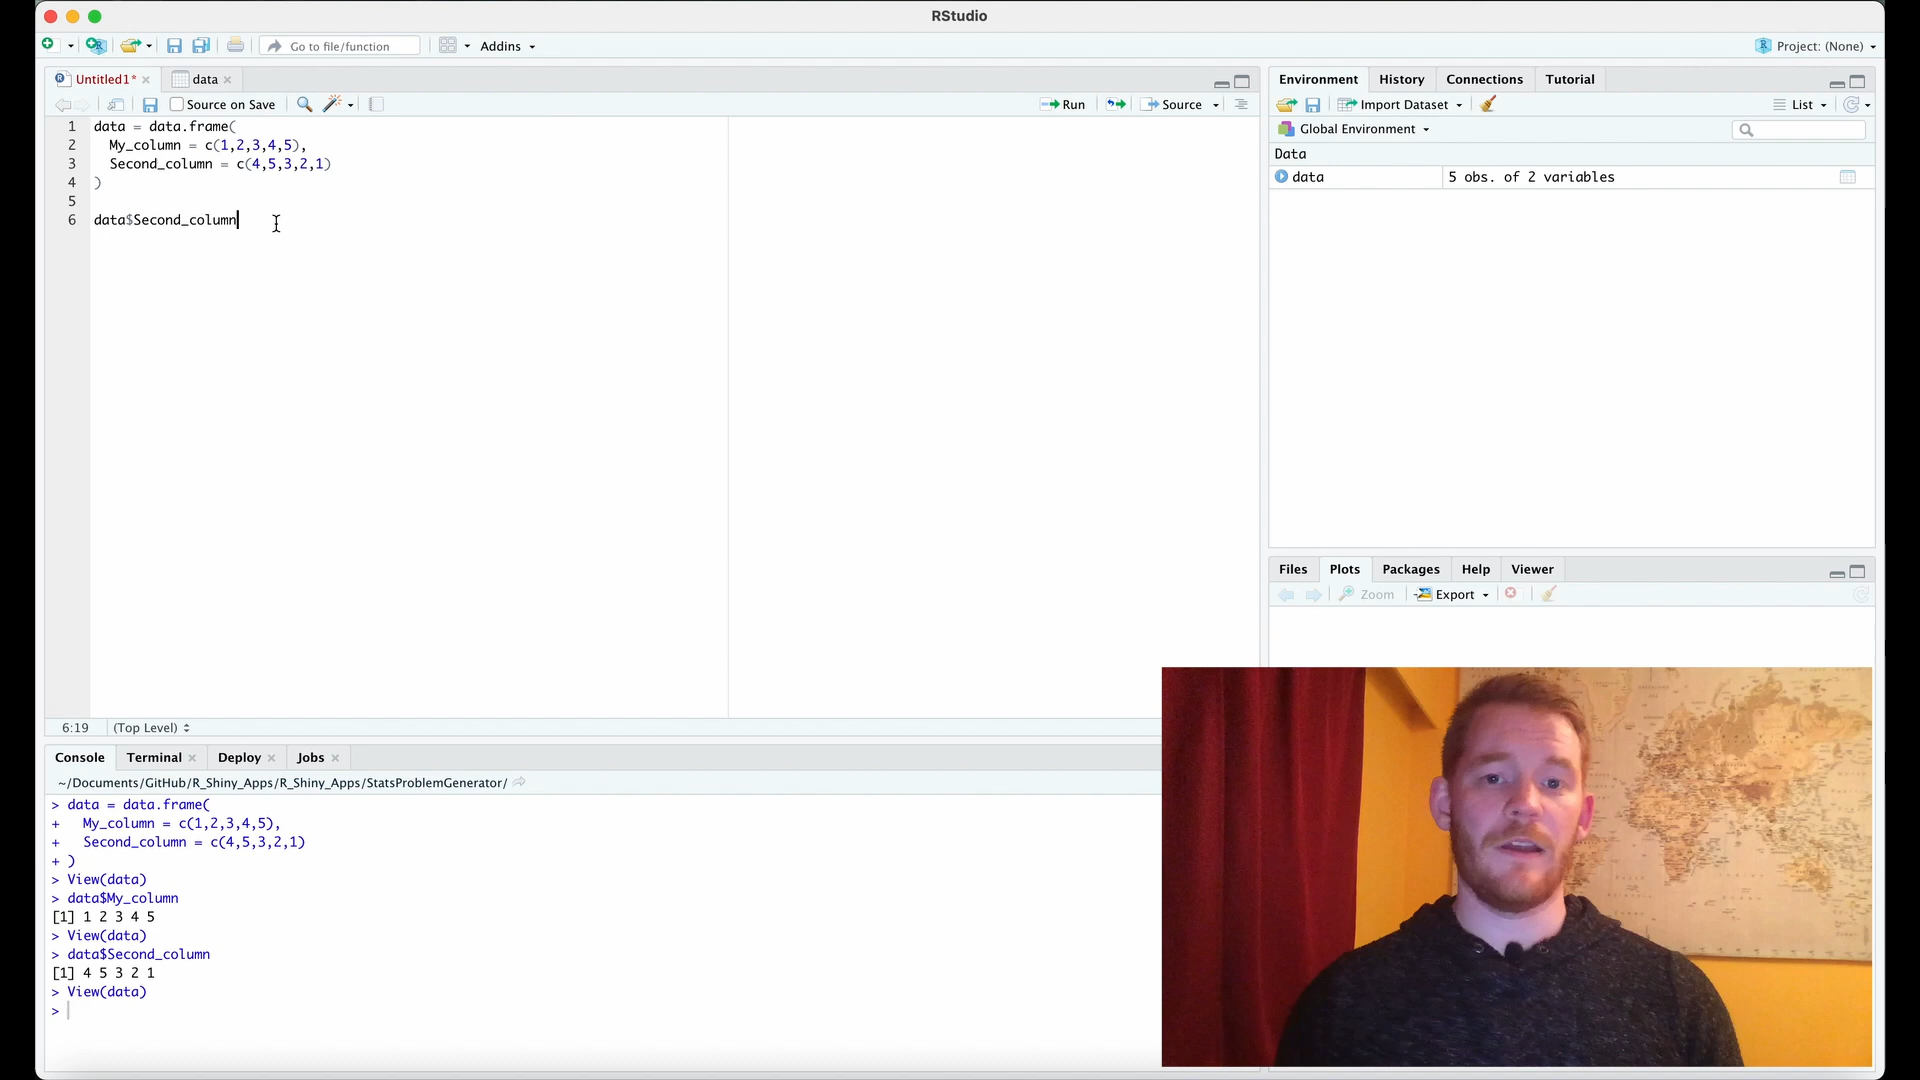 RStudio
Go to file/function
Addins
Project: (None)
Untitled1*
data
Source on Save
Run
Source
1 data = data.frame(
2 My_column = c(1,2,3,4,5),
3 Second_column = c(4,5,3,2,1)
4 )
5
6 data$Second_column
6:19
(Top Level)
Environment
History
Connections
Tutorial
Import Dataset
List
Global Environment
Data
data
5 obs. of 2 variables
Files
Plots
Packages
Help
Viewer
Zoom
Export
Console
Terminal
Deploy
Jobs
~/Documents/GitHub/R_Shiny_Apps/R_Shiny_Apps/StatsProblemGenerator/
> data = data.frame(
+ My_column = c(1,2,3,4,5),
+ Second_column = c(4,5,3,2,1)
+ )
> View(data)
> data$My_column
[1] 1 2 3 4 5
> View(data)
> data$Second_column
[1] 4 5 3 2 1
> View(data)
>